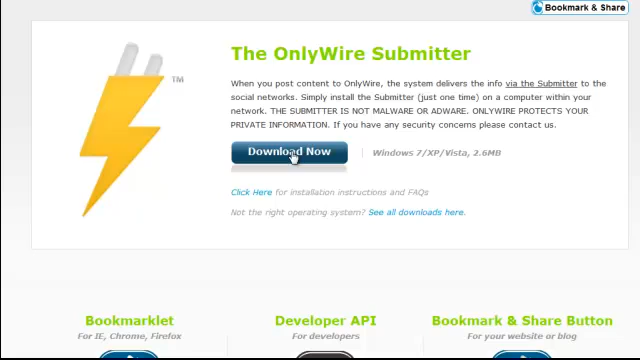 Bookmark & Share
The OnlyWire Submitter
TM
When you post content to OnlyWire, the system delivers the info via the Submitter to the
social networks. Simply install the Submitter (just one time) on a computer within your
network. THE SUBMITTER IS NOT MALWARE OR ADWARE. ONLYWIRE PROTECTS YOUR
PRIVATE INFORMATION. If you have any security concerns please contact us.
Download Now
Windows 7/XP/Vista, 2.6MB
Click Here for installation instructions and FAQs
Not the right operating system? See all downloads here.
Bookmarklet
For IE, Chrome, Firefox
Developer API
For developers
Bookmark & Share Button
For your website or blog